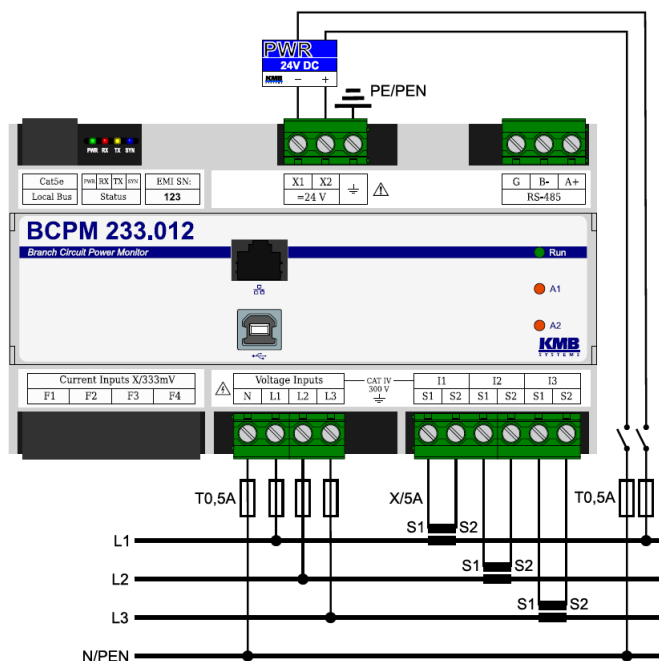 PWR
24V DC
KMB − +
PE/PEN
PWR RX TX SYN
Cat5e PWR RX TX SYN EMI SN: X1 X2 G B- A+
Local Bus Status 123 =24 V RS-485
BCPM 233.012
Branch Circuit Power Monitor Run
A1
A2
KMB
SYSTEMS
Current Inputs X/333mV Voltage Inputs CAT IV I1 I2 I3
300 V
F1 F2 F3 F4 N L1 L2 L3 S1 S2 S1 S2 S1 S2
T0,5A X/5A T0,5A
S1 S2
L1
S1 S2
L2
S1 S2
L3
N/PEN